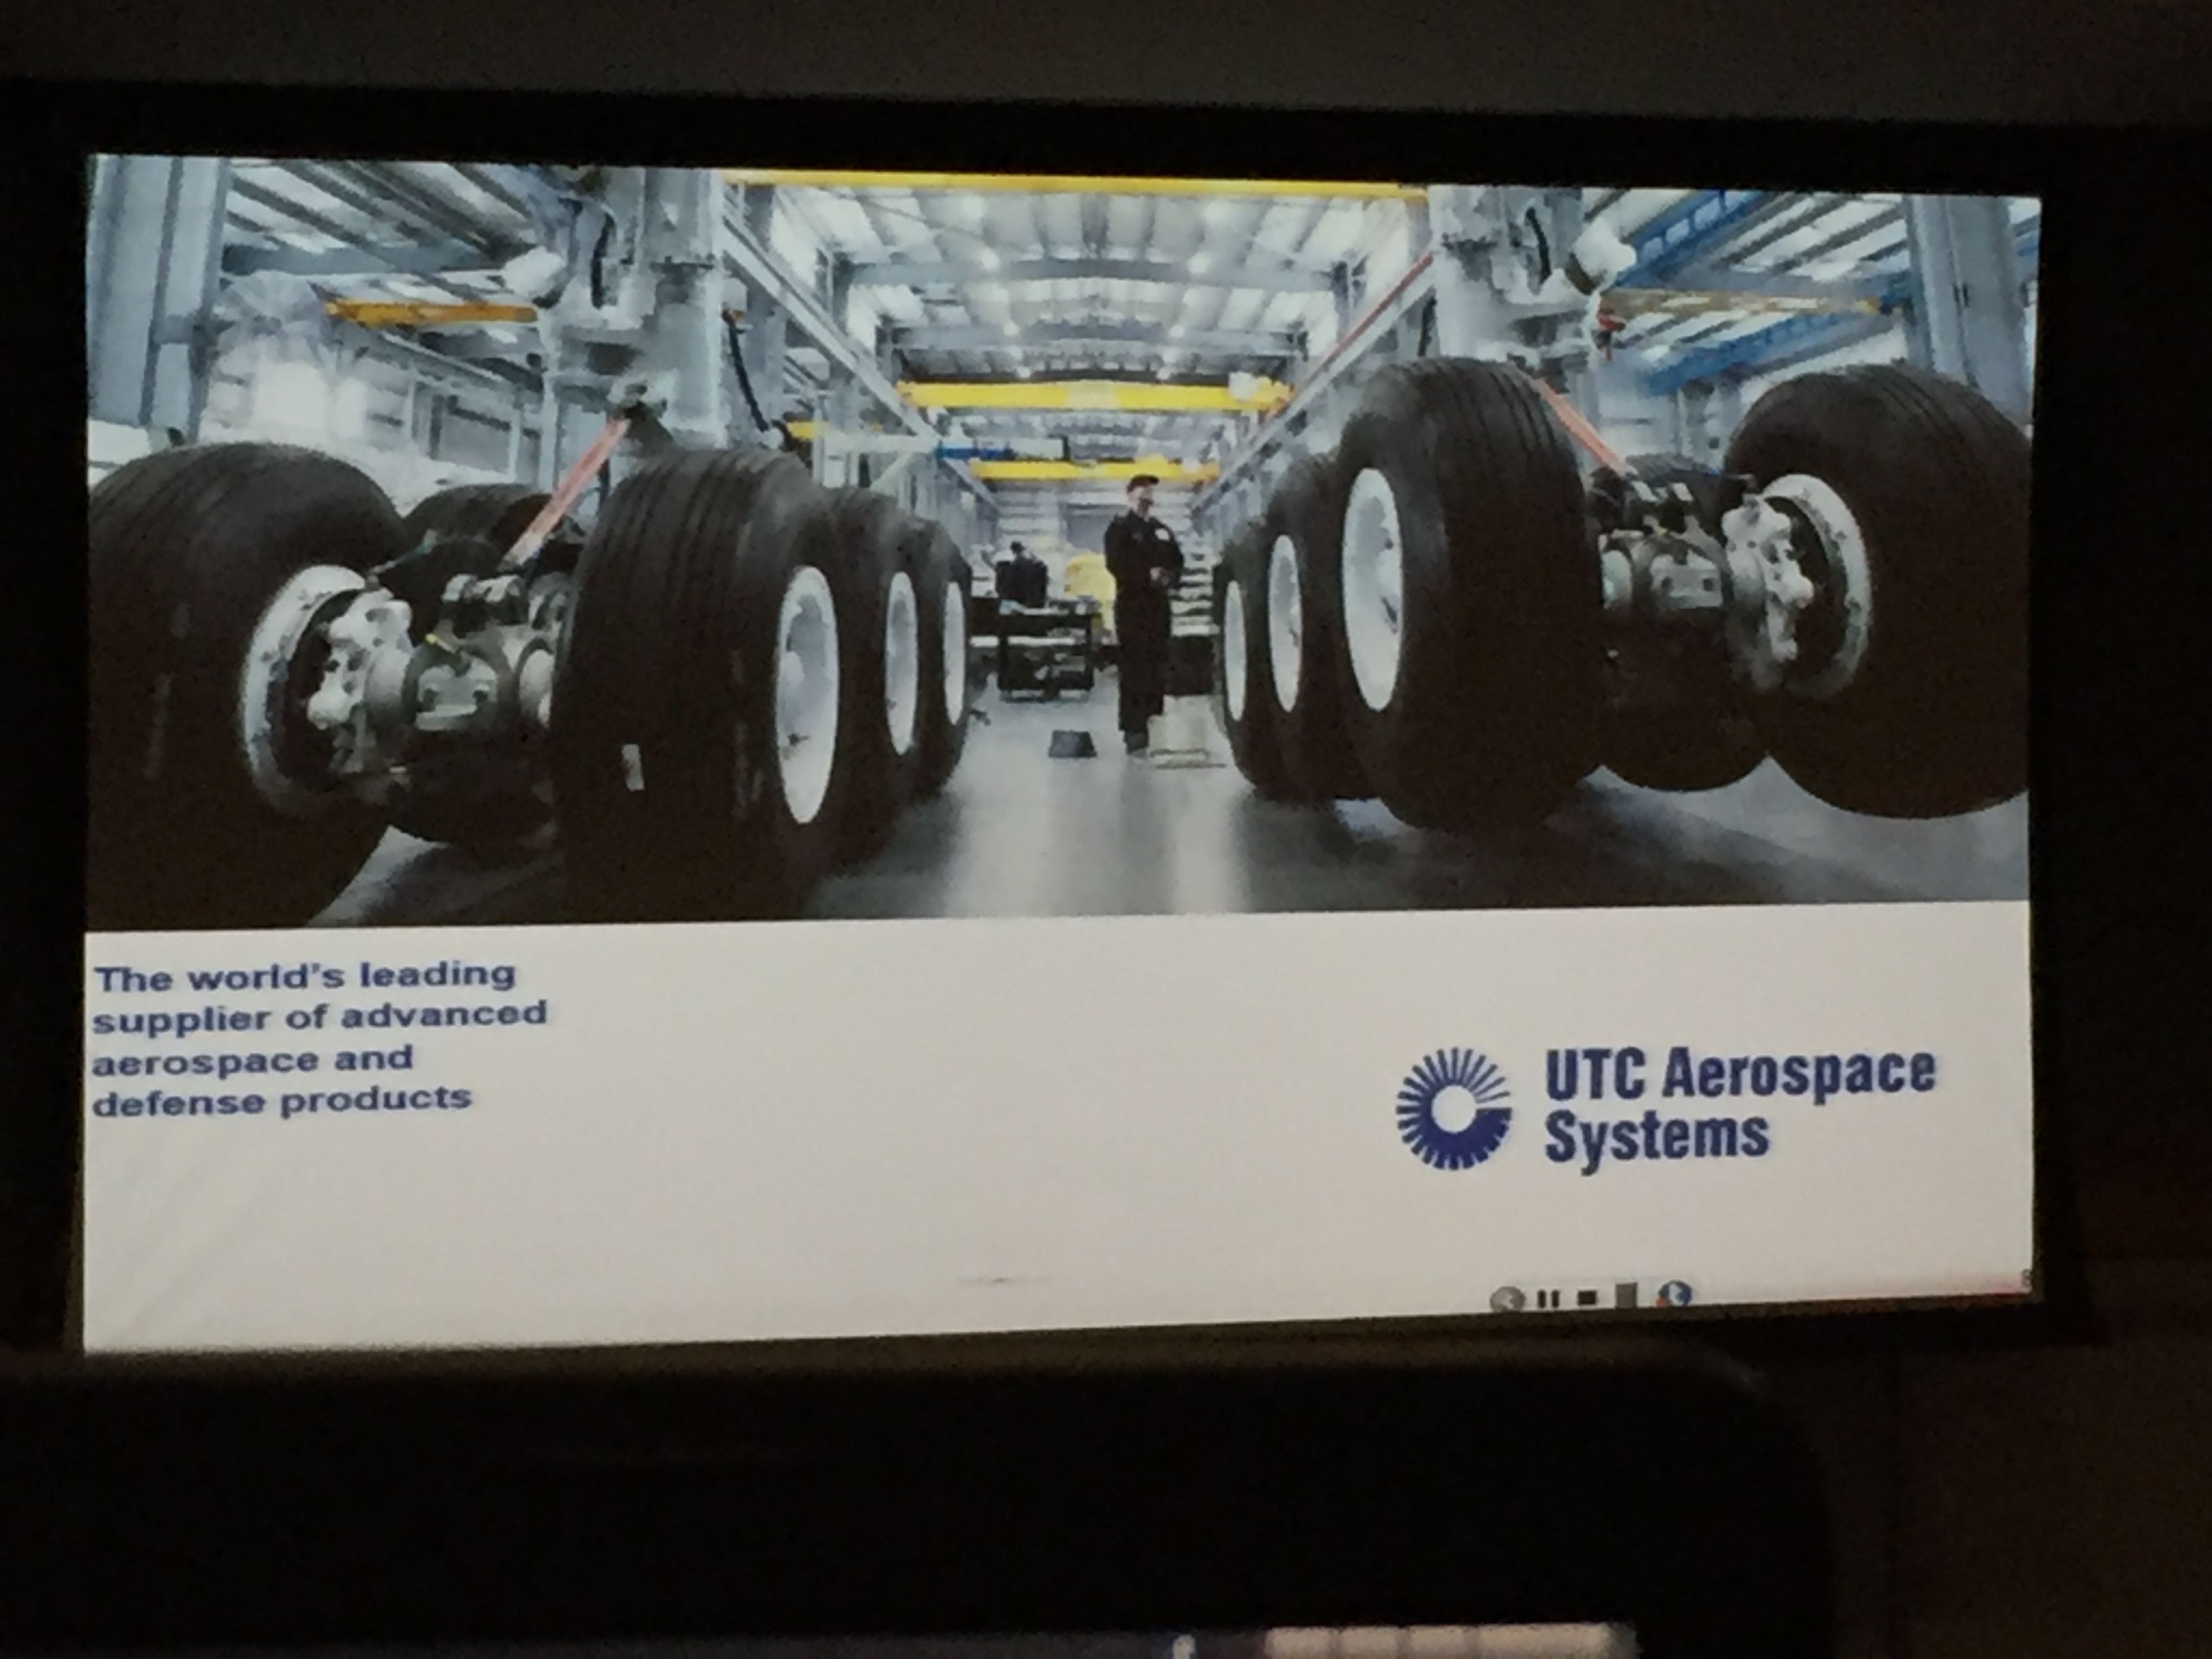 The world's leading
supplier of advanced
aerospace and
defense products
UTC Aerospace
Systems